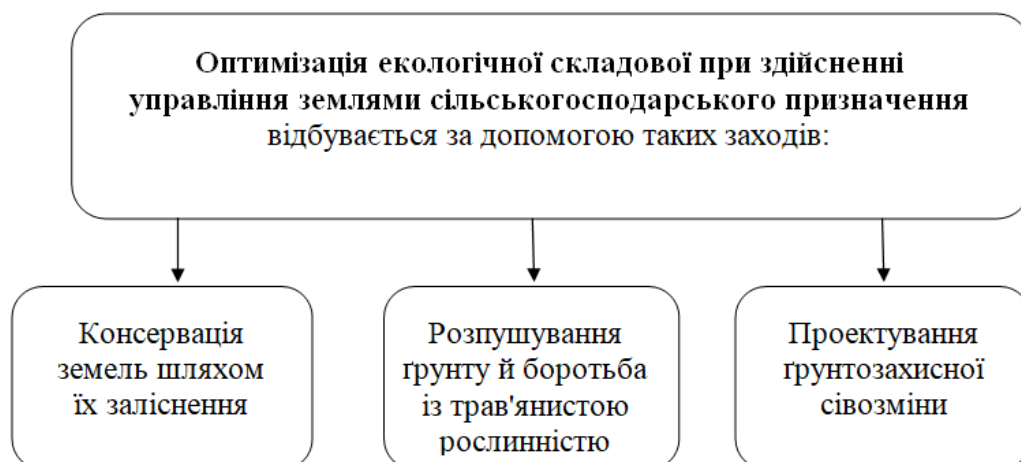 Оптимізація екологічної складової при здійсненні
управління землями сільськогосподарського призначення
відбувається за допомогою таких заходів:
Консервація
земель шляхом
їх заліснення
Розпушування
ґрунту й боротьба
із трав'янистою
рослинністю
Проектування
ґрунтозахисної
сівозміни